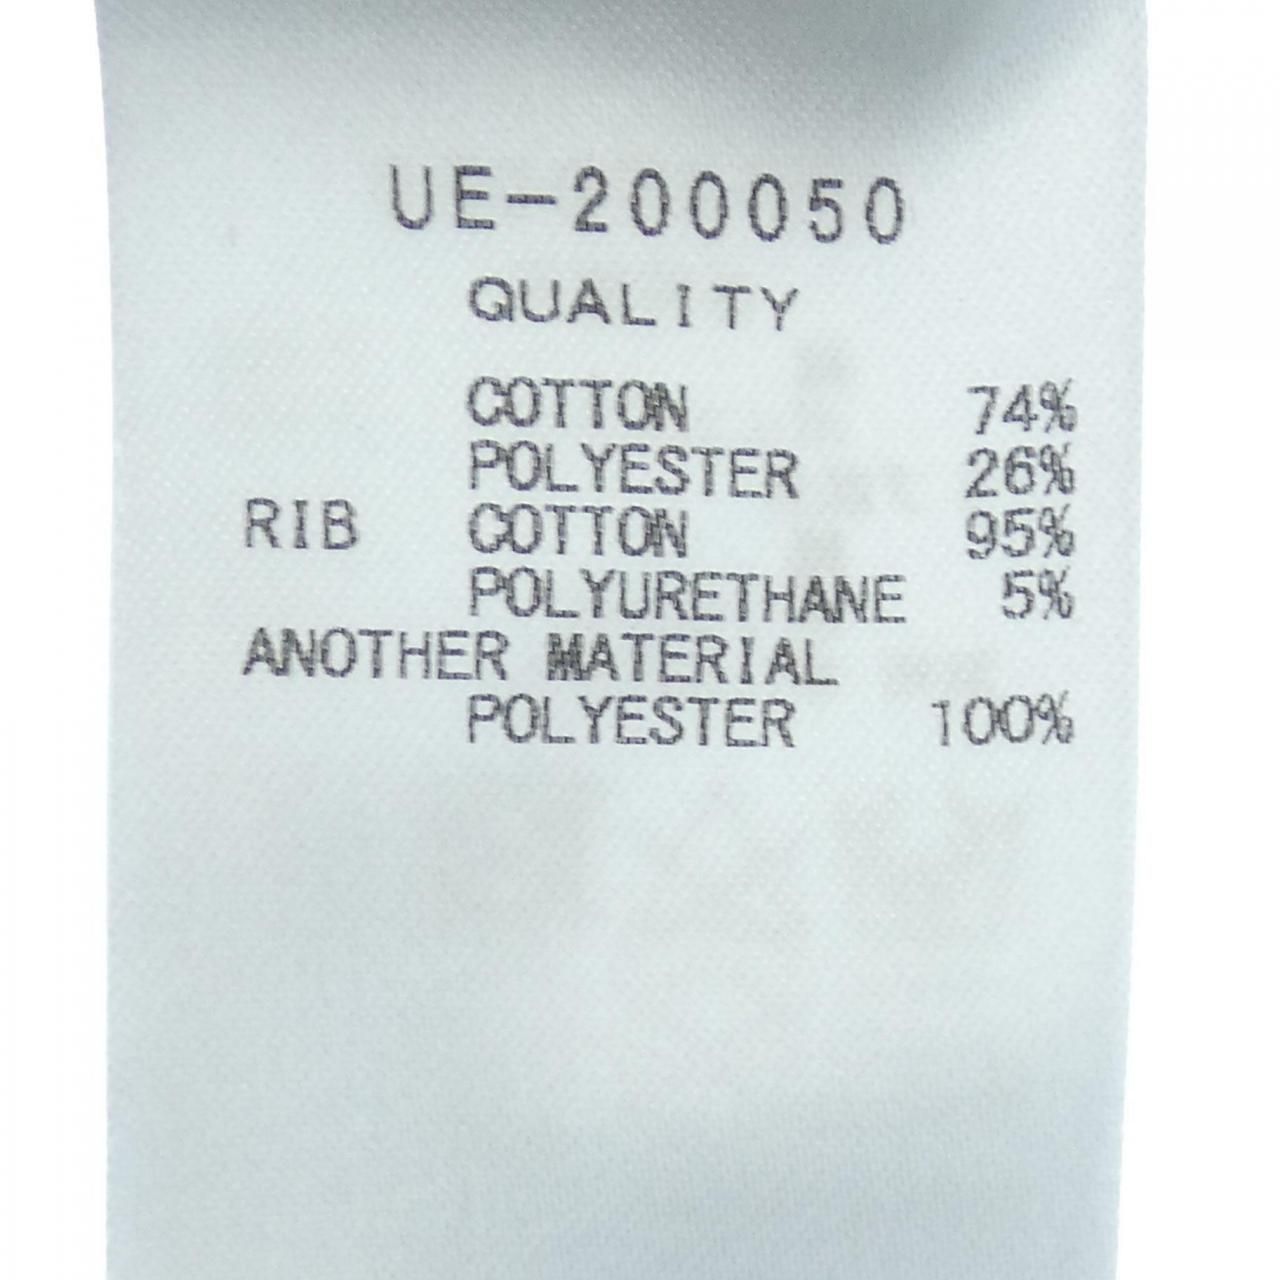 UE-200050
QUALITY
COTTON 74%
POLYESTER 26%
RIB COTTON 95%
POLYURETHANE 5%
ANOTHER MATERIAL
POLYESTER 100%